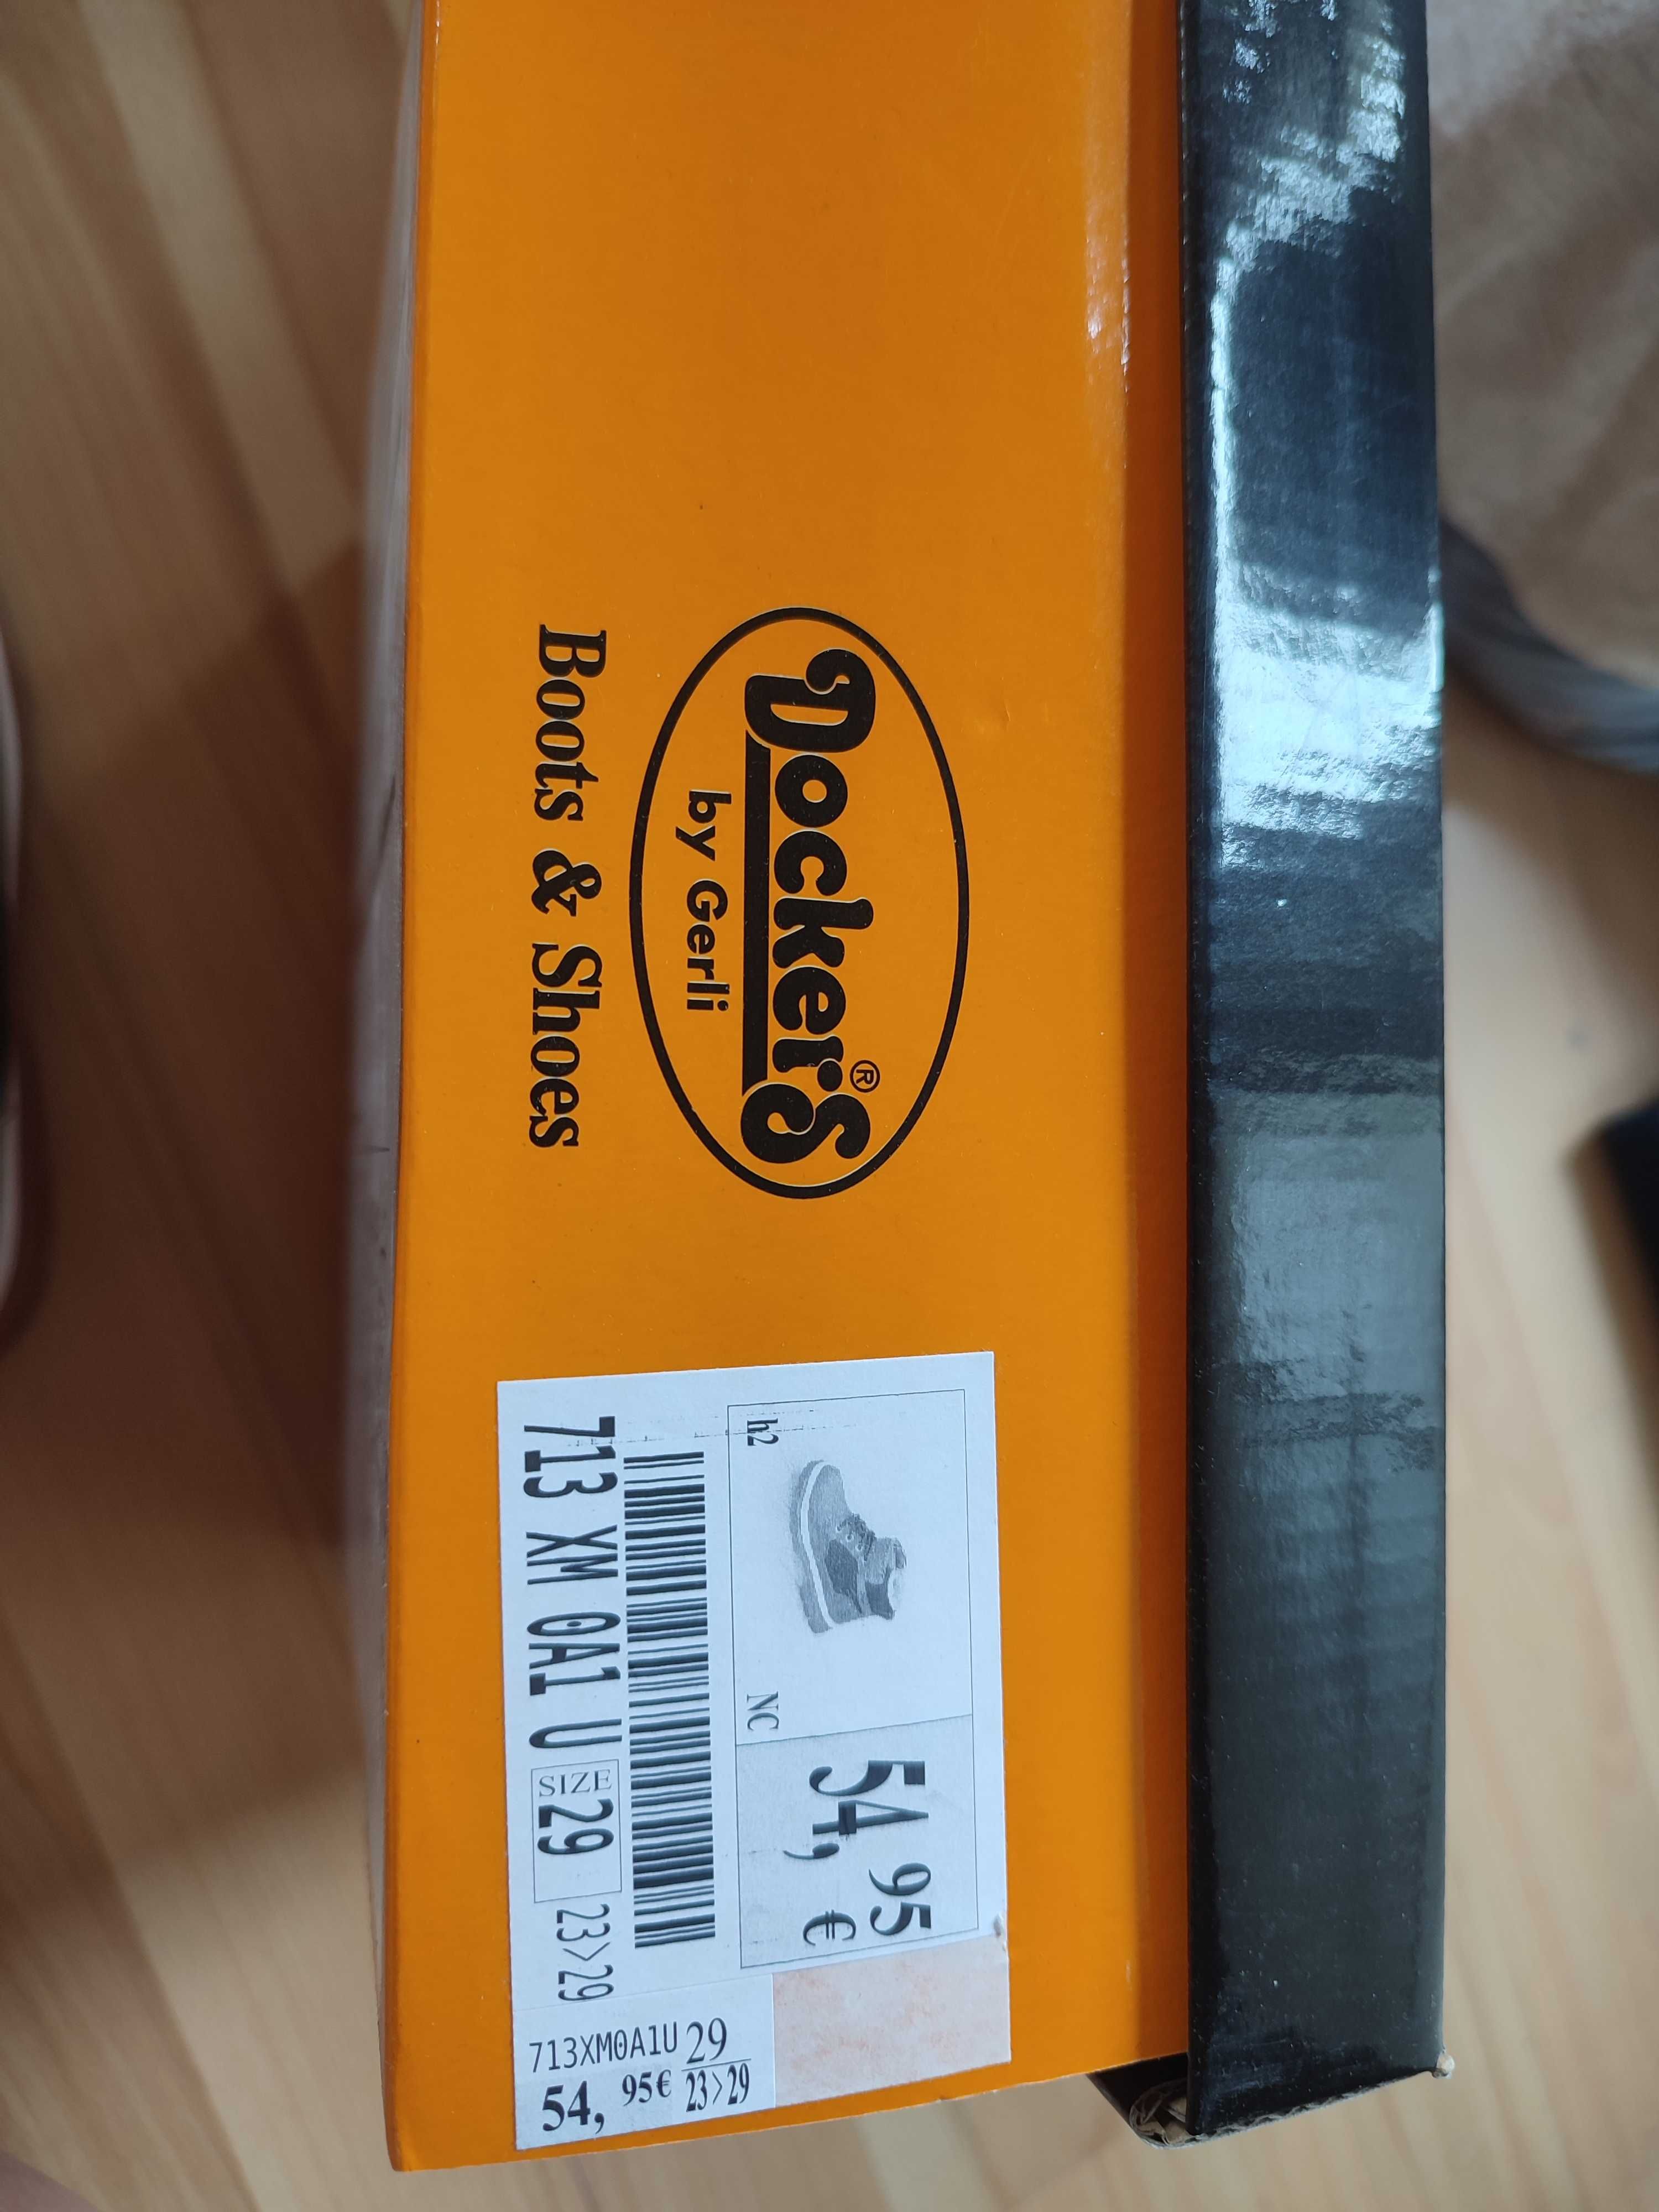 Dockers®
by Gerli
Boots & Shoes
h2
NC
54,95
€
713 XM 0A1 U
SIZE
29
23>29
713XM0A1U 29
54, 95€ 23>29